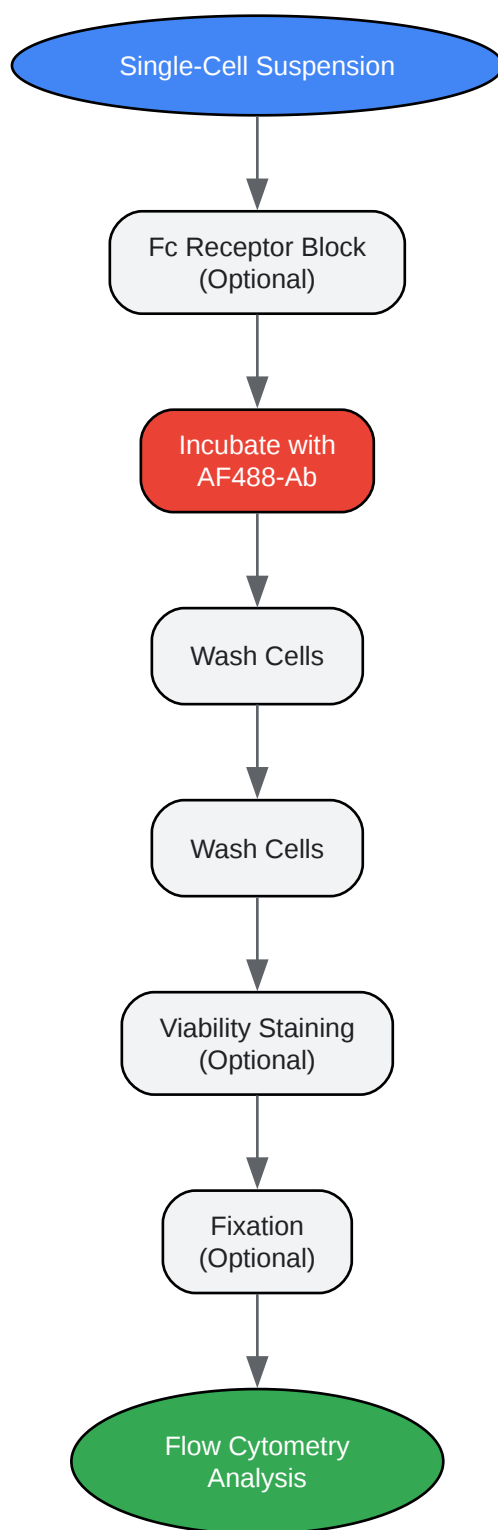 Single-Cell Suspension
Fc Receptor Block
(Optional)
Incubate with
AF488-Ab
Wash Cells
Wash Cells
Viability Staining
(Optional)
Fixation
(Optional)
Flow Cytometry
Analysis